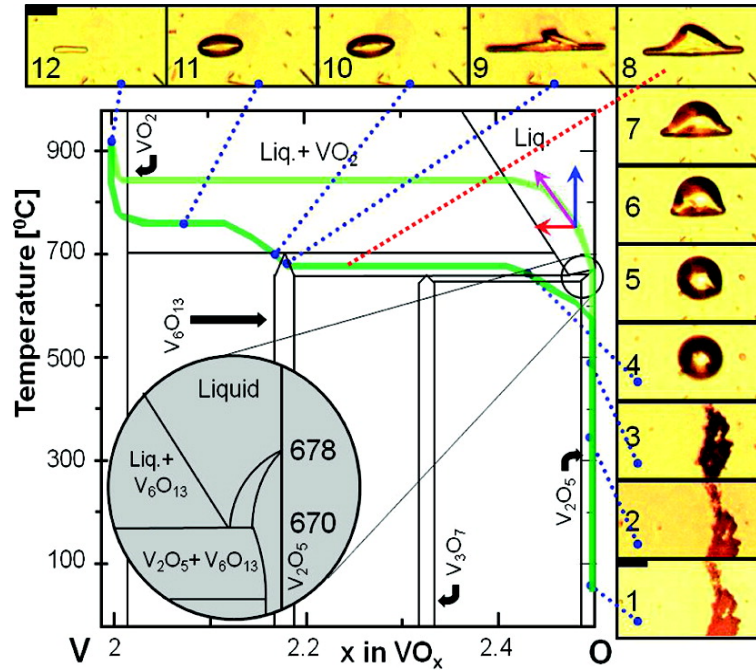 12
11
10
9
8
7
6
5
4
3
2
1
Temperature [⁰C]
900
700
500
300
100
VO₂
Liq.+ VO₂
Liq.
V₆O₁₃
Liquid
Liq.+
V₆O₁₃
678
670
V₂O₅+ V₆O₁₃
V₂O₅
V₃O₇
V₂O₅
V
2
2.2
2.4
O
x in VOₓ